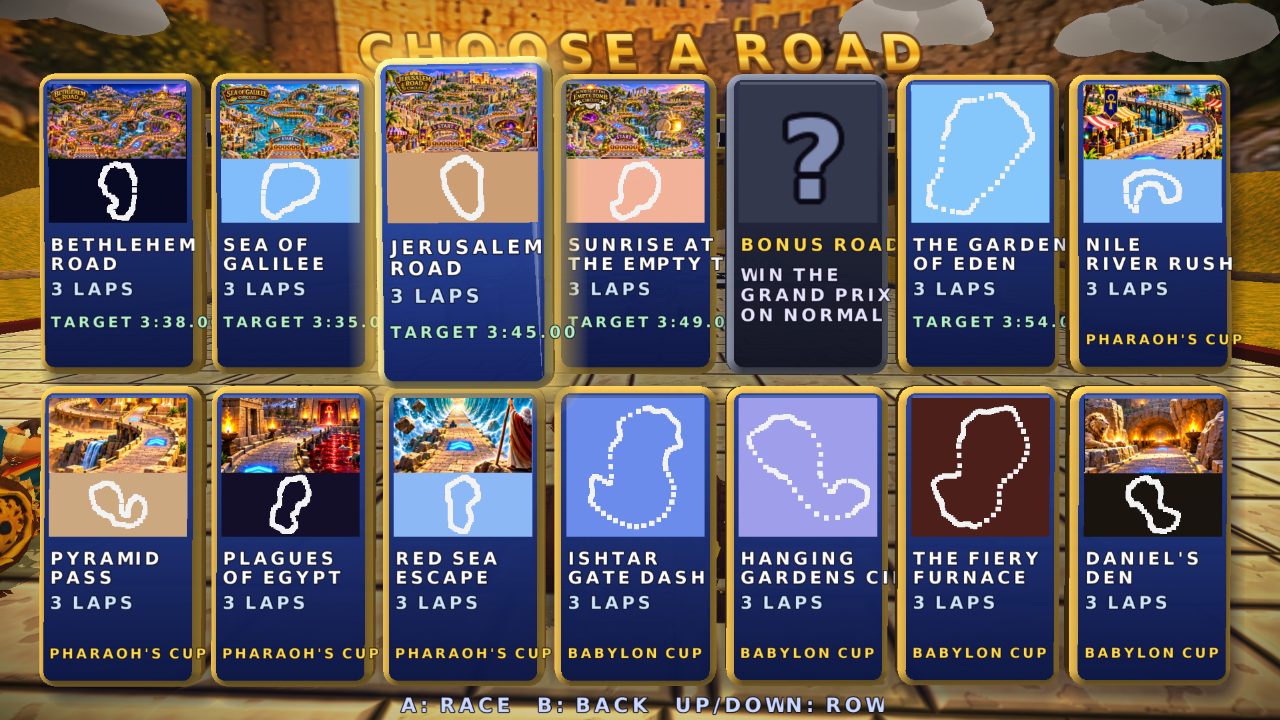 CHOOSE A ROAD
BETHLEHEM
ROAD
3 LAPS
TARGET 3:38.0
SEA OF
GALILEE
3 LAPS
TARGET 3:35.0
JERUSALEM
ROAD
3 LAPS
TARGET 3:45.00
SUNRISE AT
THE EMPTY T
3 LAPS
TARGET 3:49.0
?
BONUS ROAD
WIN THE
GRAND PRIX
ON NORMAL
THE GARDEN
OF EDEN
3 LAPS
TARGET 3:54.0
NILE
RIVER RUSH
3 LAPS
PHARAOH'S CUP
PYRAMID
PASS
3 LAPS
PHARAOH'S CUP
PLAGUES
OF EGYPT
3 LAPS
PHARAOH'S CUP
RED SEA
ESCAPE
3 LAPS
PHARAOH'S CUP
ISHTAR
GATE DASH
3 LAPS
BABYLON CUP
HANGING
GARDENS CI
3 LAPS
BABYLON CUP
THE FIERY
FURNACE
3 LAPS
BABYLON CUP
DANIEL'S
DEN
3 LAPS
BABYLON CUP
A: RACE B: BACK UP/DOWN: ROW